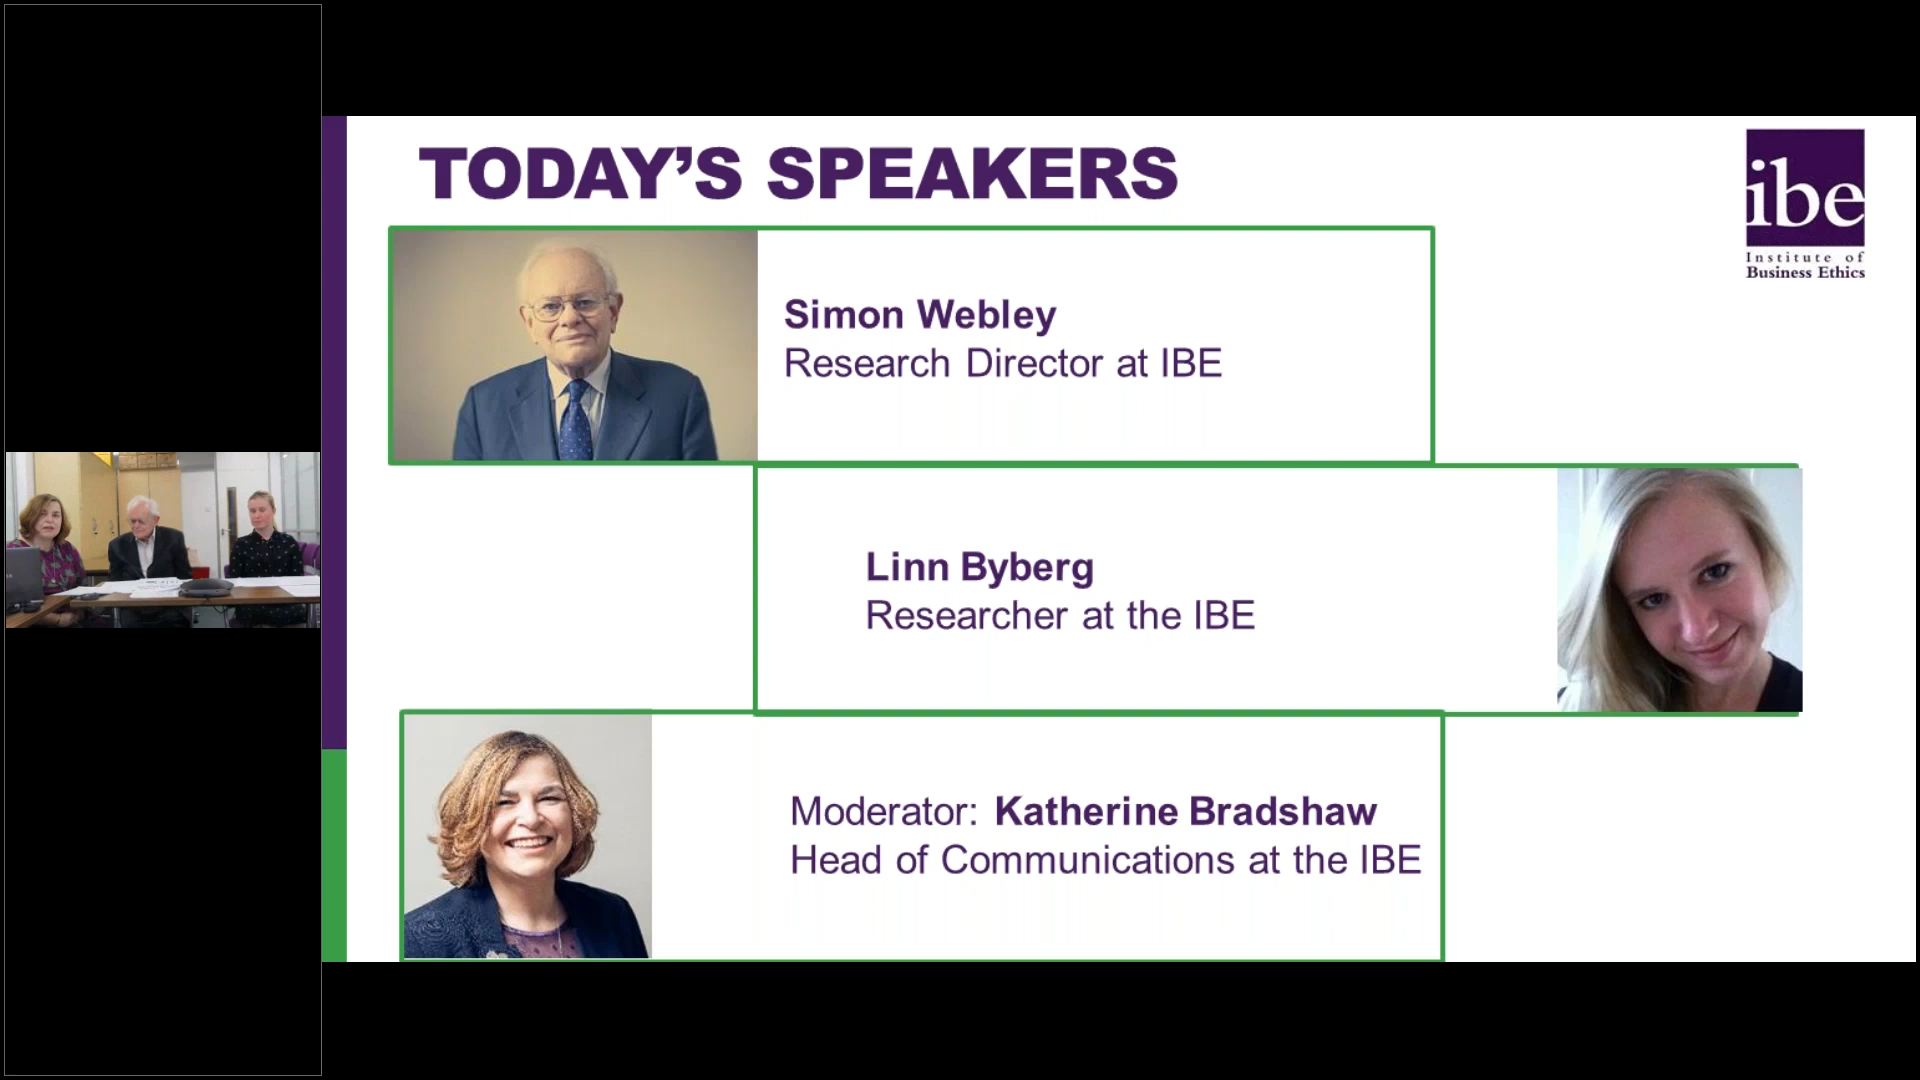 TODAY’S SPEAKERS
ibe
Institute of
Business Ethics
Simon Webley
Research Director at IBE
Linn Byberg
Researcher at the IBE
Moderator: Katherine Bradshaw
Head of Communications at the IBE